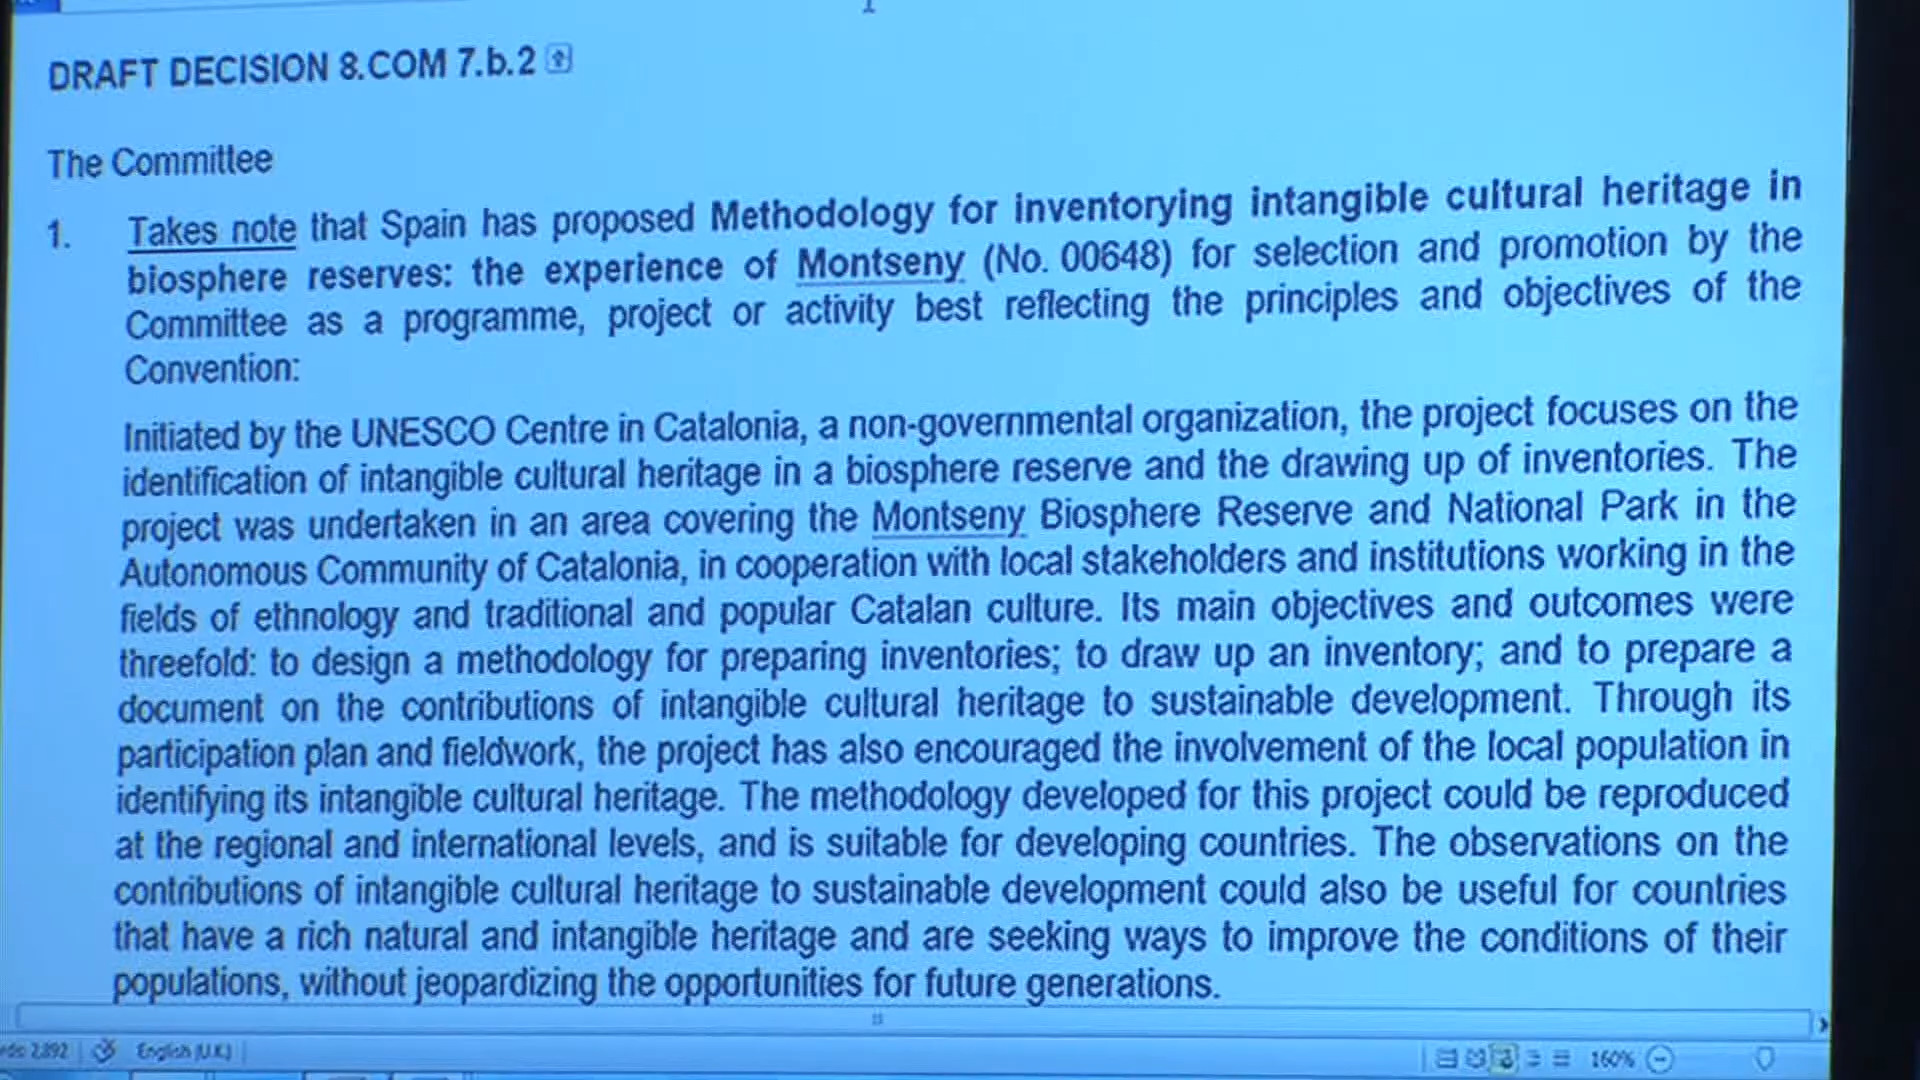 DRAFT DECISION 8.COM 7.b.2
The Committee
1. Takes note that Spain has proposed Methodology for inventorying intangible cultural heritage in
biosphere reserves: the experience of Montseny (No. 00648) for selection and promotion by the
Committee as a programme, project or activity best reflecting the principles and objectives of the
Convention:
Initiated by the UNESCO Centre in Catalonia, a non-governmental organization, the project focuses on the
identification of intangible cultural heritage in a biosphere reserve and the drawing up of inventories. The
project was undertaken in an area covering the Montseny Biosphere Reserve and National Park in the
Autonomous Community of Catalonia, in cooperation with local stakeholders and institutions working in the
fields of ethnology and traditional and popular Catalan culture. Its main objectives and outcomes were
threefold: to design a methodology for preparing inventories; to draw up an inventory; and to prepare a
document on the contributions of intangible cultural heritage to sustainable development. Through its
participation plan and fieldwork, the project has also encouraged the involvement of the local population in
identifying its intangible cultural heritage. The methodology developed for this project could be reproduced
at the regional and international levels, and is suitable for developing countries. The observations on the
contributions of intangible cultural heritage to sustainable development could also be useful for countries
that have a rich natural and intangible heritage and are seeking ways to improve the conditions of their
populations, without jeopardizing the opportunities for future generations.
2,892 English (U.K.) 160%